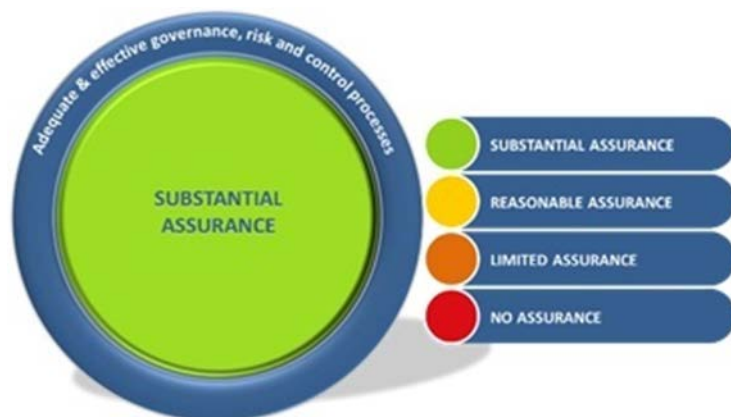 Adequate & effective governance, risk and control processes
SUBSTANTIAL
ASSURANCE
SUBSTANTIAL ASSURANCE
REASONABLE ASSURANCE
LIMITED ASSURANCE
NO ASSURANCE